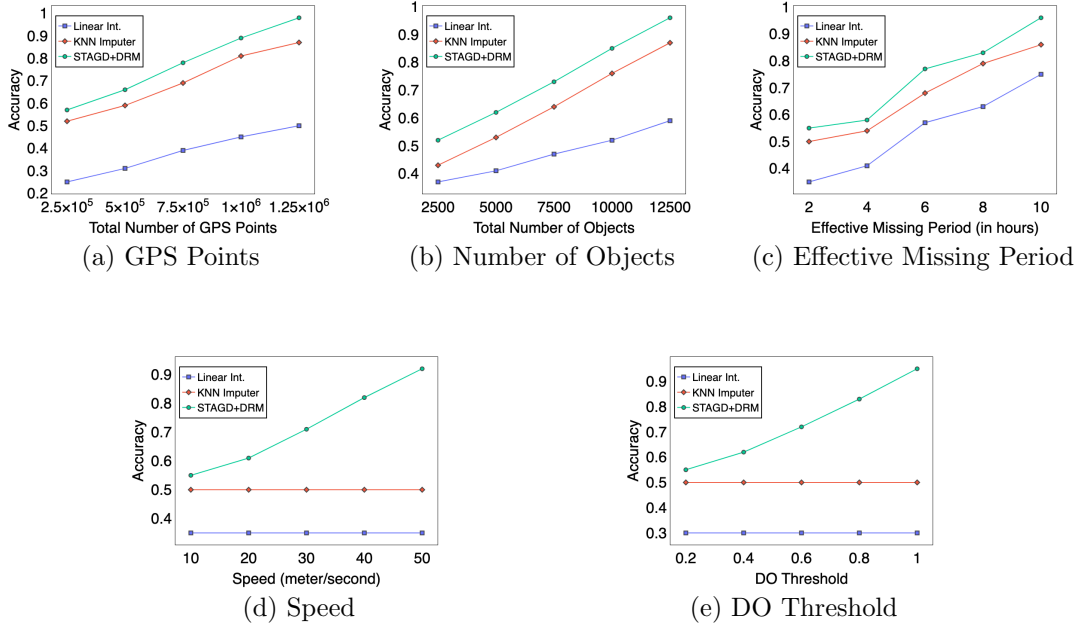 1
0.9
0.8
0.7
0.6
0.5
0.4
0.3
0.2
Accuracy
Linear Int.
KNN Imputer
STAGD+DRM
2.5×10⁵ 5×10⁵ 7.5×10⁵ 1×10⁶ 1.25×10⁶
Total Number of GPS Points
(a) GPS Points
1
0.9
0.8
0.7
0.6
0.5
0.4
Accuracy
Linear Int.
KNN Imputer
STAGD+DRM
2500 5000 7500 10000 12500
Total Number of Objects
(b) Number of Objects
1
0.9
0.8
0.7
0.6
0.5
0.4
Accuracy
Linear Int.
KNN Imputer
STAGD+DRM
2 4 6 8 10
Effective Missing Period (in hours)
(c) Effective Missing Period
0.9
0.8
0.7
0.6
0.5
0.4
Accuracy
Linear Int.
KNN Imputer
STAGD+DRM
10 20 30 40 50
Speed (meter/second)
(d) Speed
0.9
0.8
0.7
0.6
0.5
0.4
0.3
Accuracy
Linear Int.
KNN Imputer
STAGD+DRM
0.2 0.4 0.6 0.8 1
DO Threshold
(e) DO Threshold